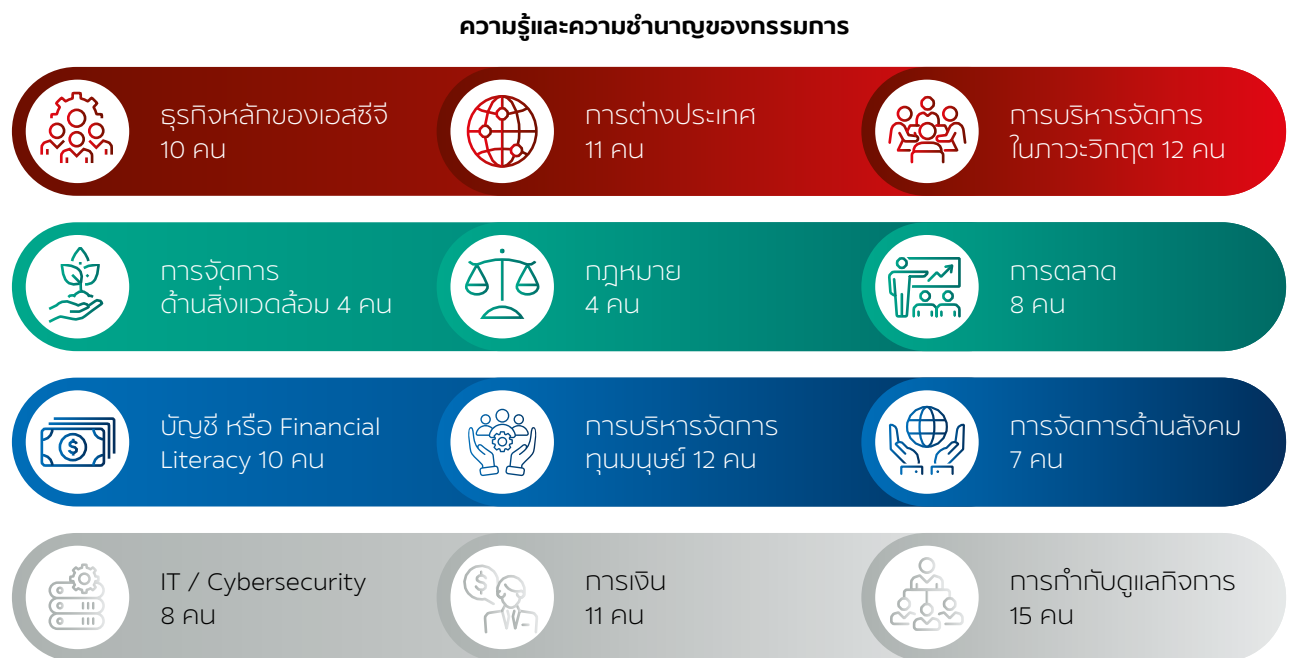 ความรู้และความชำนาญของกรรมการ
ธุรกิจหลักของเอสซีจี
10 คน
การต่างประเทศ
11 คน
การบริหารจัดการ
ในภาวะวิกฤต 12 คน
การจัดการ
ด้านสิ่งแวดล้อม 4 คน
กฎหมาย
4 คน
การตลาด
8 คน
บัญชี หรือ Financial
Literacy 10 คน
การบริหารจัดการ
ทุนมนุษย์ 12 คน
การจัดการด้านสังคม
7 คน
IT / Cybersecurity
8 คน
การเงิน
11 คน
การกำกับดูแลกิจการ
15 คน